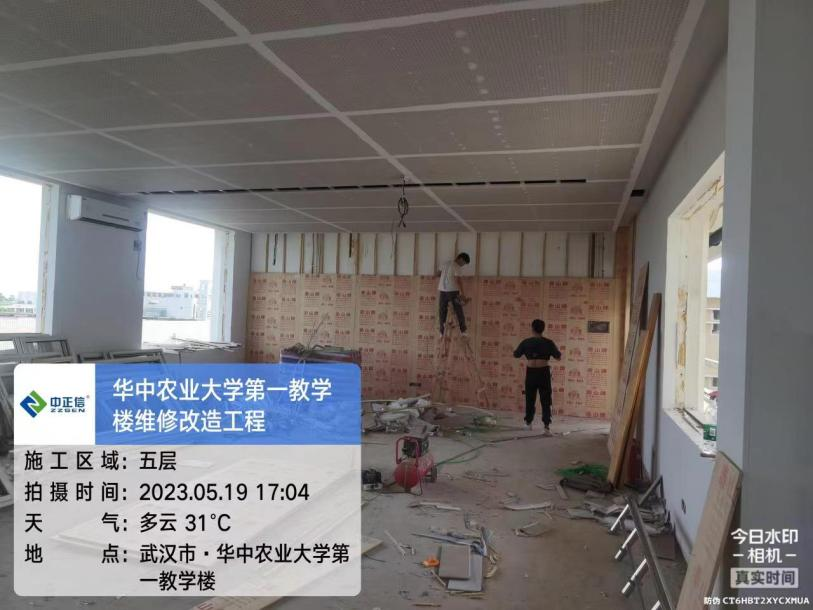 中正信®
ZZGEN
华中农业大学第一教学
楼维修改造工程
施工区域：五层
拍摄时间：2023.05.19 17:04
天气：多云 31℃
地点：武汉市·华中农业大学第
一教学楼
今日水印
-相机-
真实时间
防伪 CT6HBT2XYCXMUA